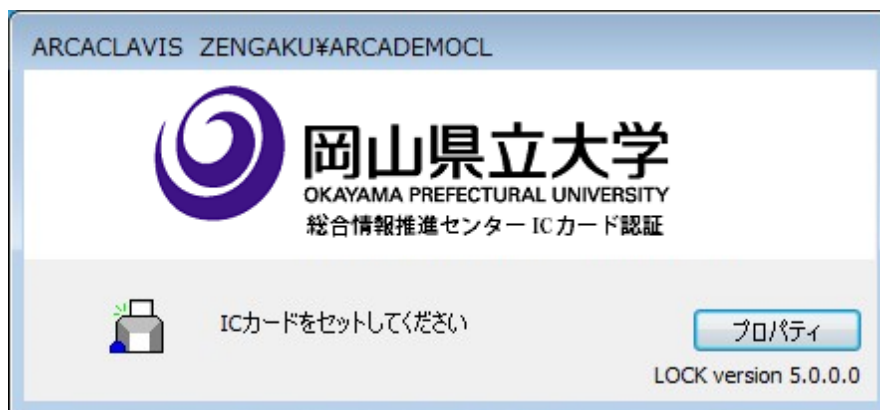 ARCACLAVIS ZENGAKU¥ARCADEMOCL
岡山県立大学
OKAYAMA PREFECTURAL UNIVERSITY
総合情報推進センター ICカード認証
ICカードをセットしてください
プロパティ
LOCK version 5.0.0.0